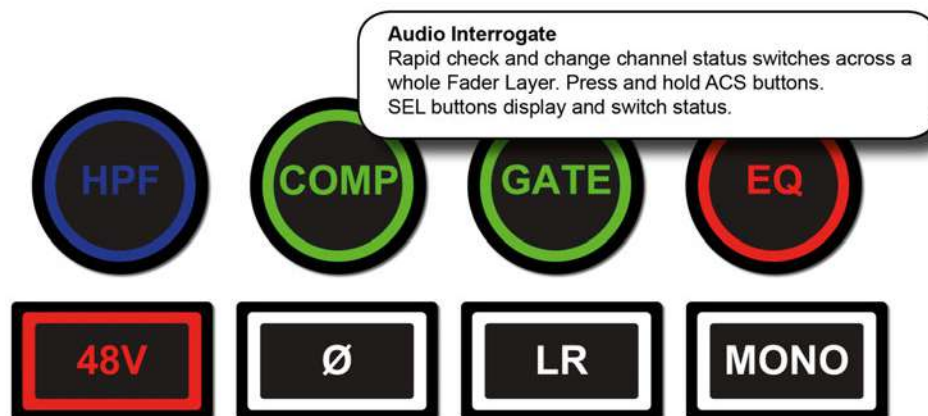 Audio Interrogate
Rapid check and change channel status switches across a
whole Fader Layer. Press and hold ACS buttons.
SEL buttons display and switch status.
HPF COMP GATE EQ
48V Ø LR MONO